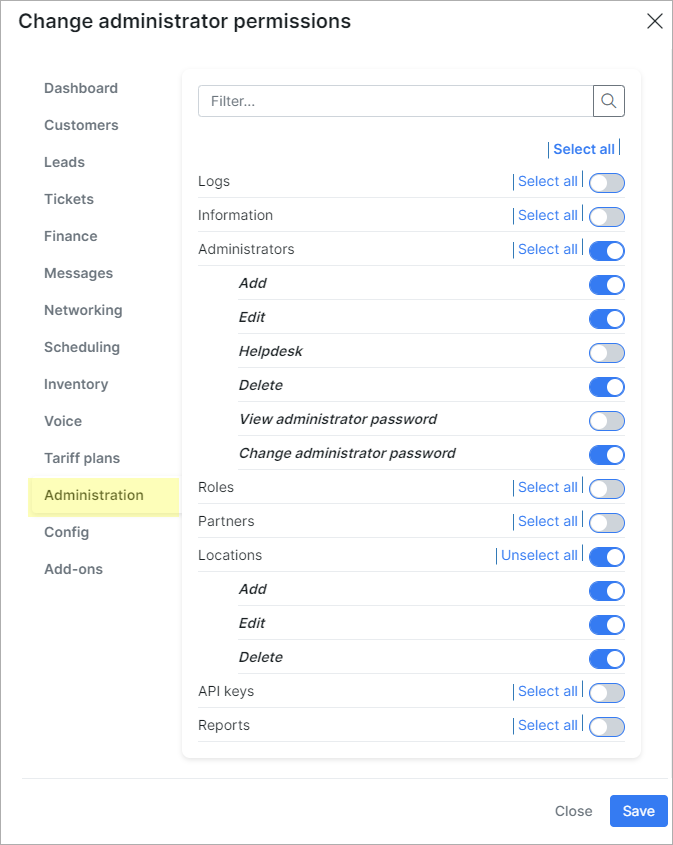 Change administrator permissions
Dashboard
Customers
Leads
Tickets
Finance
Messages
Networking
Scheduling
Inventory
Voice
Tariff plans
Administration
Config
Add-ons
Filter...
Select all
Logs Select all
Information Select all
Administrators Select all
Add
Edit
Helpdesk
Delete
View administrator password
Change administrator password
Roles Select all
Partners Select all
Locations Unselect all
Add
Edit
Delete
API keys Select all
Reports Select all
Close Save